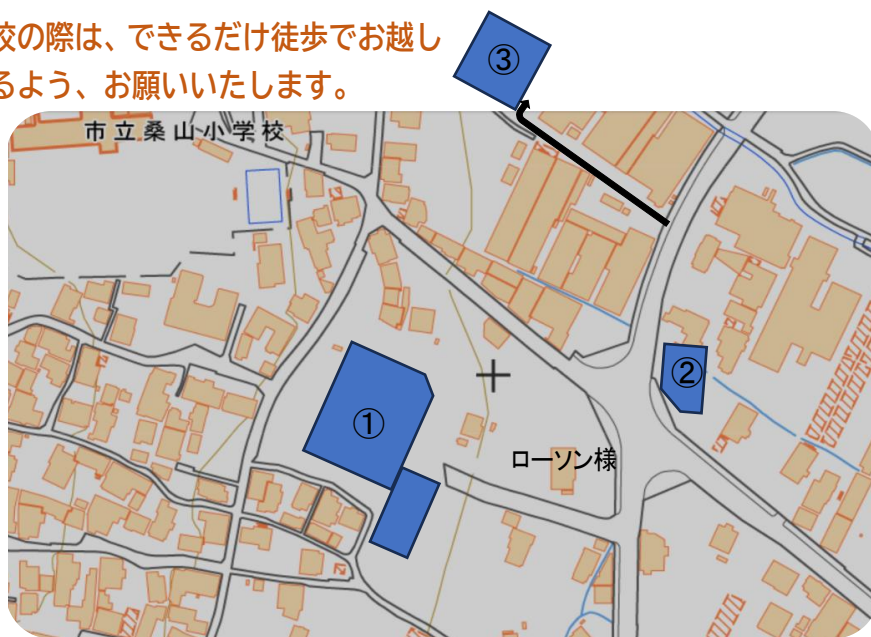 校の際は、できるだけ徒歩でお越し
るよう、お願いいたします。
③
市立桑山小学校
②
①
ローソン様